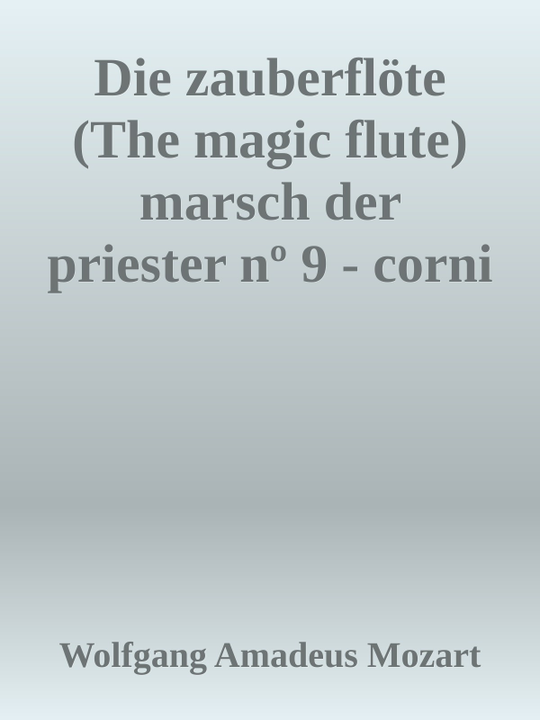 Die zauberflöte
(The magic flute)
marsch der
priester nº 9 - corni
Wolfgang Amadeus Mozart